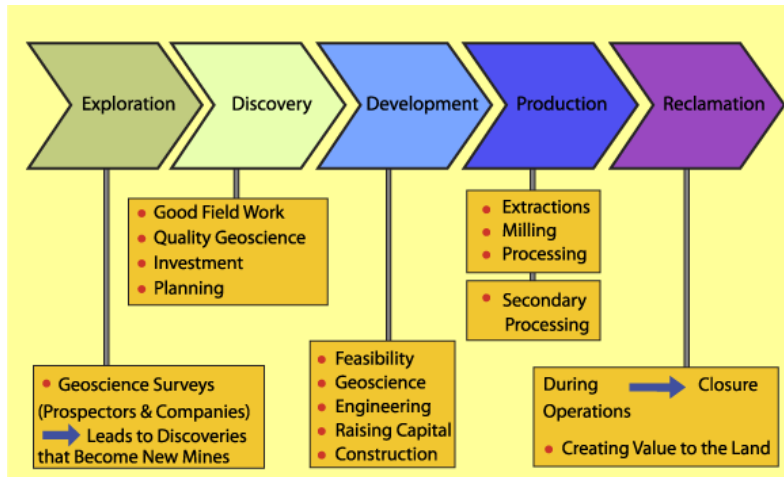 Exploration
Discovery
Development
Production
Reclamation
Good Field Work
Quality Geoscience
Investment
Planning
Extractions
Milling
Processing
Secondary
Processing
Geoscience Surveys
(Prospectors & Companies)
Leads to Discoveries
that Become New Mines
Feasibility
Geoscience
Engineering
Raising Capital
Construction
During Closure
Operations
Creating Value to the Land